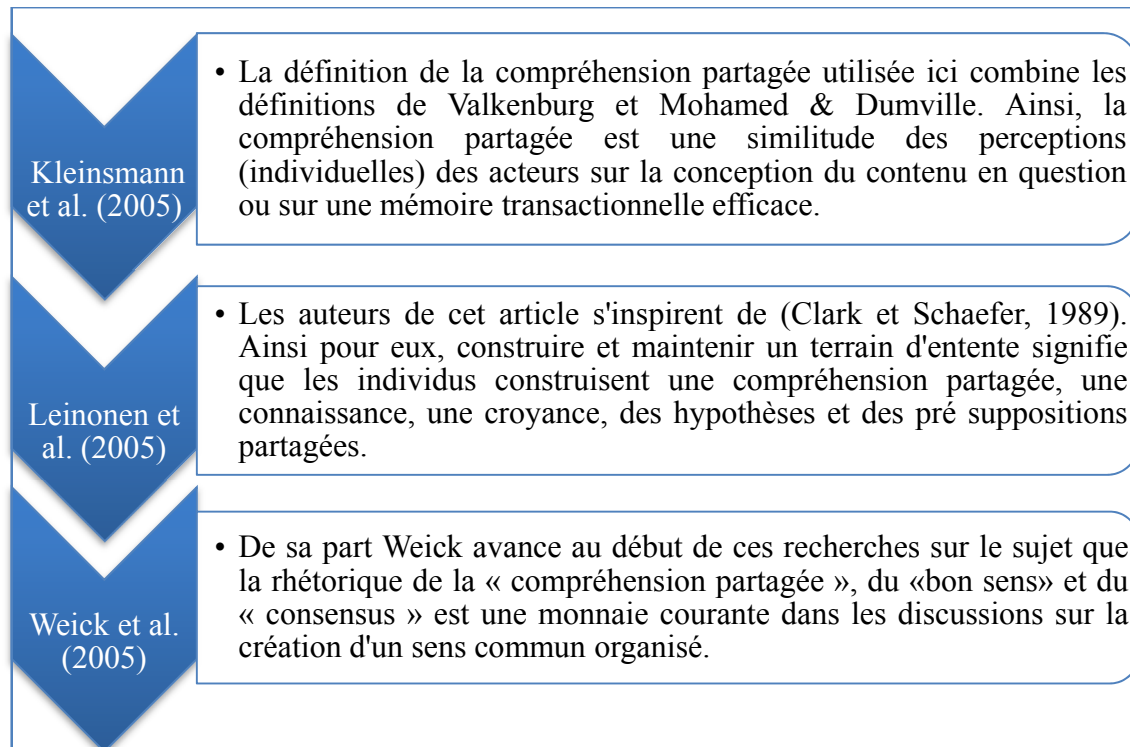 Kleinsmann
et al. (2005)
• La définition de la compréhension partagée utilisée ici combine les
définitions de Valkenburg et Mohamed & Dumville. Ainsi, la
compréhension partagée est une similitude des perceptions
(individuelles) des acteurs sur la conception du contenu en question
ou sur une mémoire transactionnelle efficace.
Leinonen et
al. (2005)
• Les auteurs de cet article s'inspirent de (Clark et Schaefer, 1989).
Ainsi pour eux, construire et maintenir un terrain d'entente signifie
que les individus construisent une compréhension partagée, une
connaissance, une croyance, des hypothèses et des pré suppositions
partagées.
Weick et al.
(2005)
• De sa part Weick avance au début de ces recherches sur le sujet que
la rhétorique de la « compréhension partagée », du «bon sens» et du
« consensus » est une monnaie courante dans les discussions sur la
création d'un sens commun organisé.